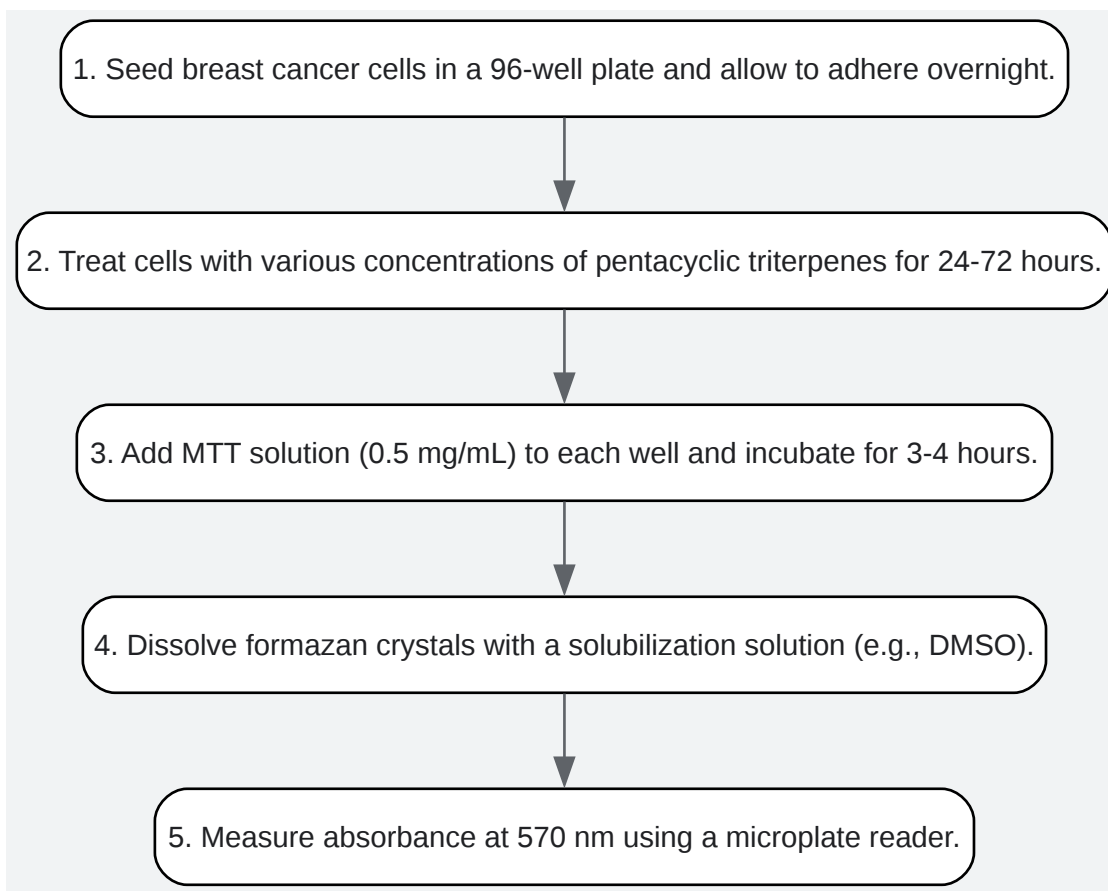 1. Seed breast cancer cells in a 96-well plate and allow to adhere overnight.
2. Treat cells with various concentrations of pentacyclic triterpenes for 24-72 hours.
3. Add MTT solution (0.5 mg/mL) to each well and incubate for 3-4 hours.
4. Dissolve formazan crystals with a solubilization solution (e.g., DMSO).
5. Measure absorbance at 570 nm using a microplate reader.